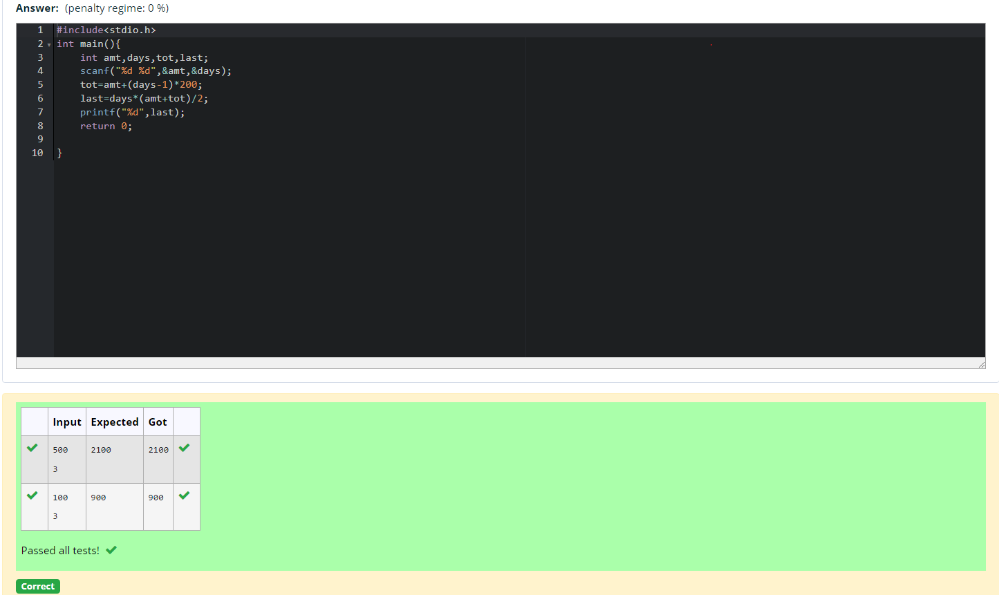 Answer: (penalty regime: 0 %)
1 #include<stdio.h>
2 int main(){
3     int amt,days,tot,last;
4     scanf("%d %d",&amt,&days);
5     tot=amt+(days-1)*200;
6     last=days*(amt+tot)/2;
7     printf("%d",last);
8     return 0;
9
10 }
Input Expected Got
500 2100 2100
3
100 900 900
3
Passed all tests!
Correct